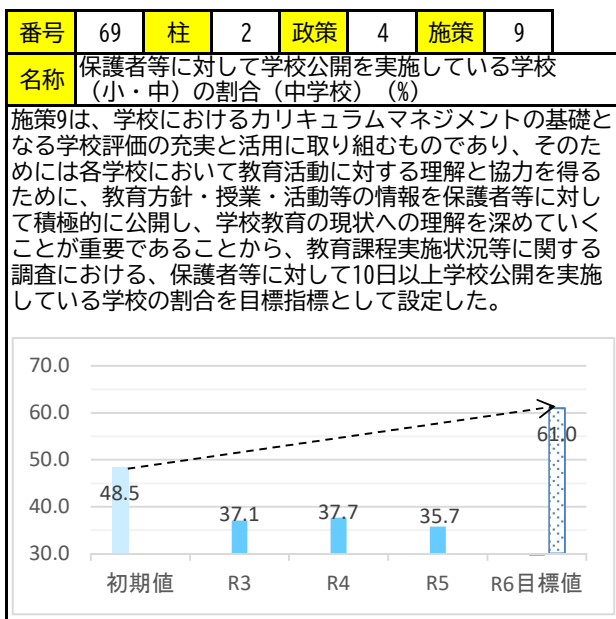 番号 69 柱 2 政策 4 施策 9
名称 保護者等に対して学校公開を実施している学校
（小・中）の割合（中学校）（%）
施策9は、学校におけるカリキュラムマネジメントの基礎と
なる学校評価の充実と活用に取り組むものであり、そのた
めには各学校において教育活動に対する理解と協力を得る
ために、教育方針・授業・活動等の情報を保護者等に対し
て積極的に公開し、学校教育の現状への理解を深めていく
ことが重要であることから、教育課程実施状況等に関する
調査における、保護者等に対して10日以上学校公開を実施
している学校の割合を目標指標として設定した。
70.0
60.0
50.0
40.0
30.0
48.5
37.1
37.7
35.7
61.0
初期値 R3 R4 R5 R6目標値